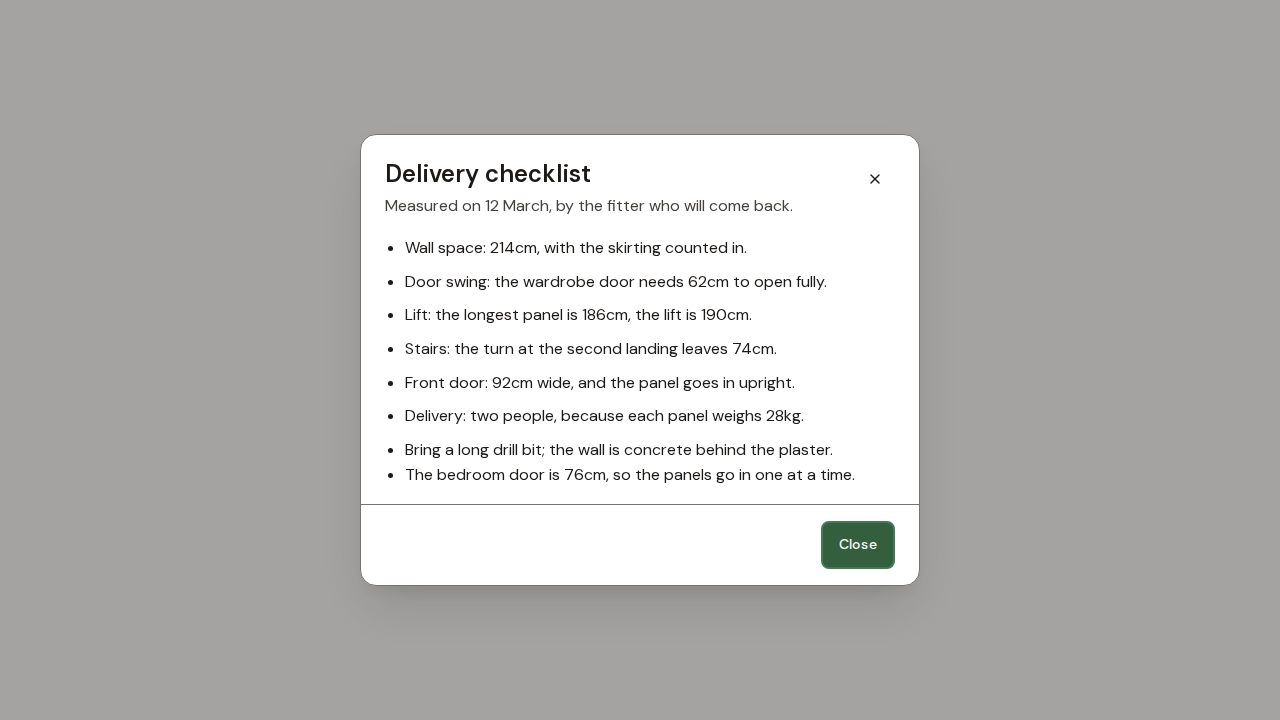 Delivery checklist
×
Measured on 12 March, by the fitter who will come back.
• Wall space: 214cm, with the skirting counted in.
• Door swing: the wardrobe door needs 62cm to open fully.
• Lift: the longest panel is 186cm, the lift is 190cm.
• Stairs: the turn at the second landing leaves 74cm.
• Front door: 92cm wide, and the panel goes in upright.
• Delivery: two people, because each panel weighs 28kg.
• Bring a long drill bit; the wall is concrete behind the plaster.
• The bedroom door is 76cm, so the panels go in one at a time.
Close